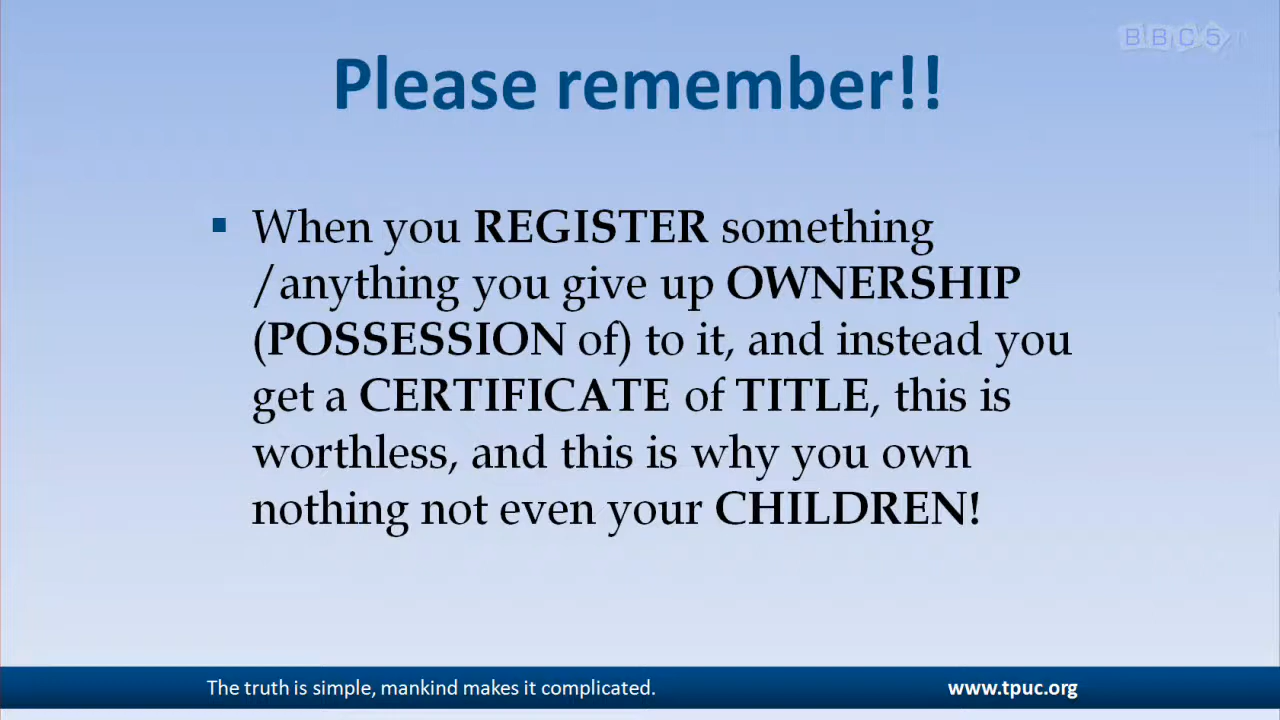 BBC5
Please remember!!
▪ When you REGISTER something
/anything you give up OWNERSHIP
(POSSESSION of) to it, and instead you
get a CERTIFICATE of TITLE, this is
worthless, and this is why you own
nothing not even your CHILDREN!
The truth is simple, mankind makes it complicated.
www.tpuc.org